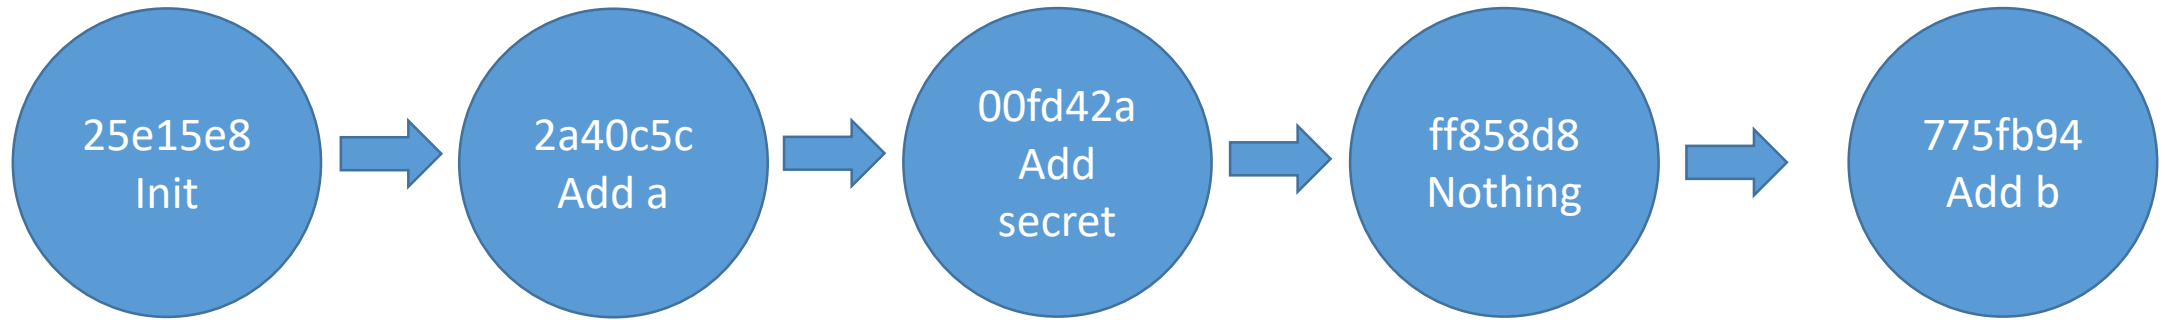 25e15e8
Init
2a40c5c
Add a
00fd42a
Add
secret
ff858d8
Nothing
775fb94
Add b